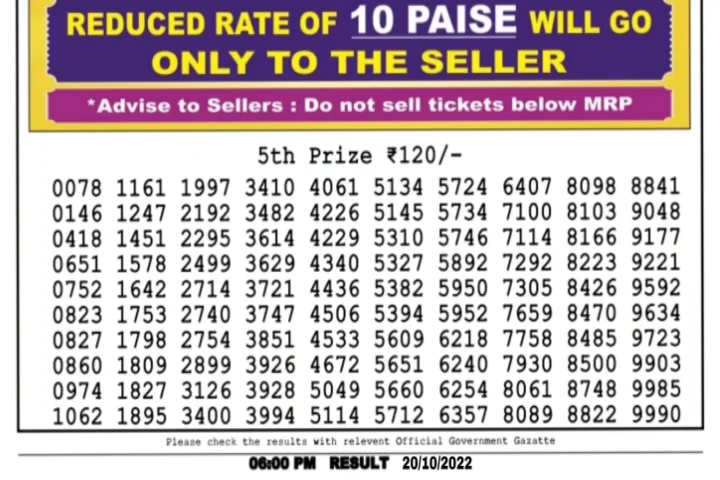 REDUCED RATE OF 10 PAISE WILL GO
ONLY TO THE SELLER
*Advise to Sellers : Do not sell tickets below MRP
5th Prize ₹120/-
0078 1161 1997 3410 4061 5134 5724 6407 8098 8841
0146 1247 2192 3482 4226 5145 5734 7100 8103 9048
0418 1451 2295 3614 4229 5310 5746 7114 8166 9177
0651 1578 2499 3629 4340 5327 5892 7292 8223 9221
0752 1642 2714 3721 4436 5382 5950 7305 8426 9592
0823 1753 2740 3747 4506 5394 5952 7659 8470 9634
0827 1798 2754 3851 4533 5609 6218 7758 8485 9723
0860 1809 2899 3926 4672 5651 6240 7930 8500 9903
0974 1827 3126 3928 5049 5660 6254 8061 8748 9985
1062 1895 3400 3994 5114 5712 6357 8089 8822 9990
Please check the results with relevent Official Government Gazatte
06:00 PM RESULT 20/10/2022